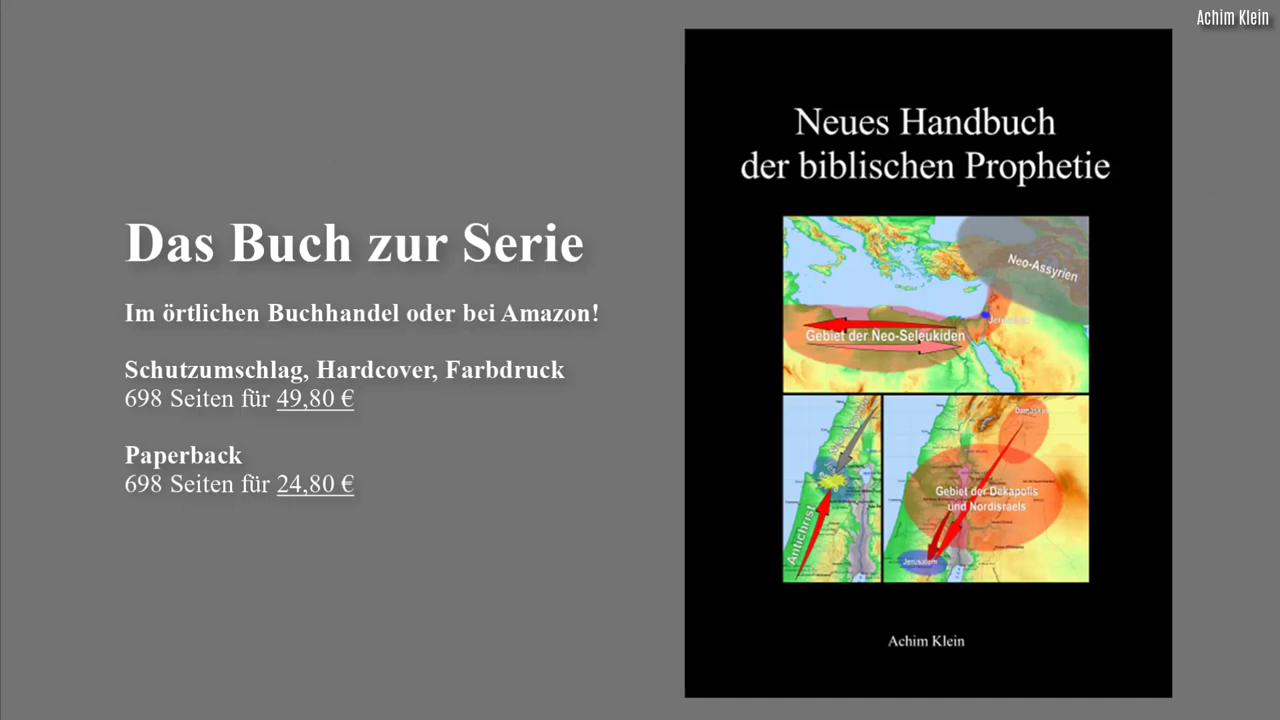 Achim Klein
Das Buch zur Serie
Im örtlichen Buchhandel oder bei Amazon!
Schutzumschlag, Hardcover, Farbdruck
698 Seiten für 49,80 €
Paperback
698 Seiten für 24,80 €
Neues Handbuch
der biblischen Prophetie
Neo-Assyrien
Jerusalem
Gebiet der Neo-Seleukiden
Antichrist
Damaskus
Gebiet der Dekapolis
und Nordisraels
Jerusalem
Achim Klein